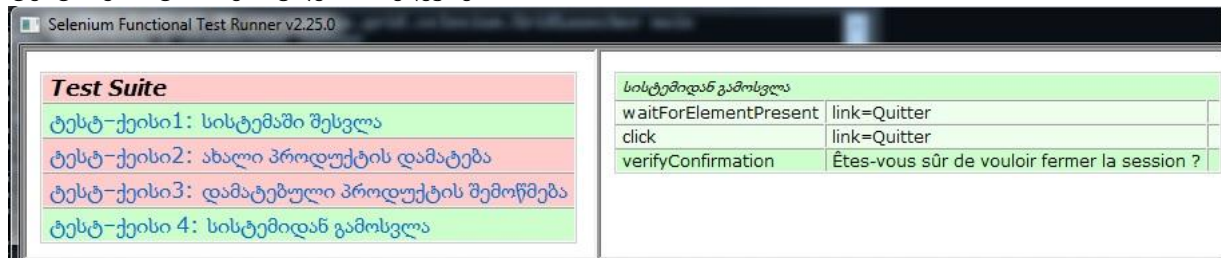 Selenium Functional Test Runner v2.25.0
Test Suite
ტესტ-ქეისი1: სისტემაში შესვლა
ტესტ-ქეისი2: ახალი პროდუქტის დამატება
ტესტ-ქეისი3: დამატებული პროდუქტის შემოწმება
ტესტ-ქეისი 4: სისტემიდან გამოსვლა
სისტემიდან გამოსვლა
waitForElementPresent link=Quitter
click link=Quitter
verifyConfirmation Êtes-vous sûr de vouloir fermer la session ?